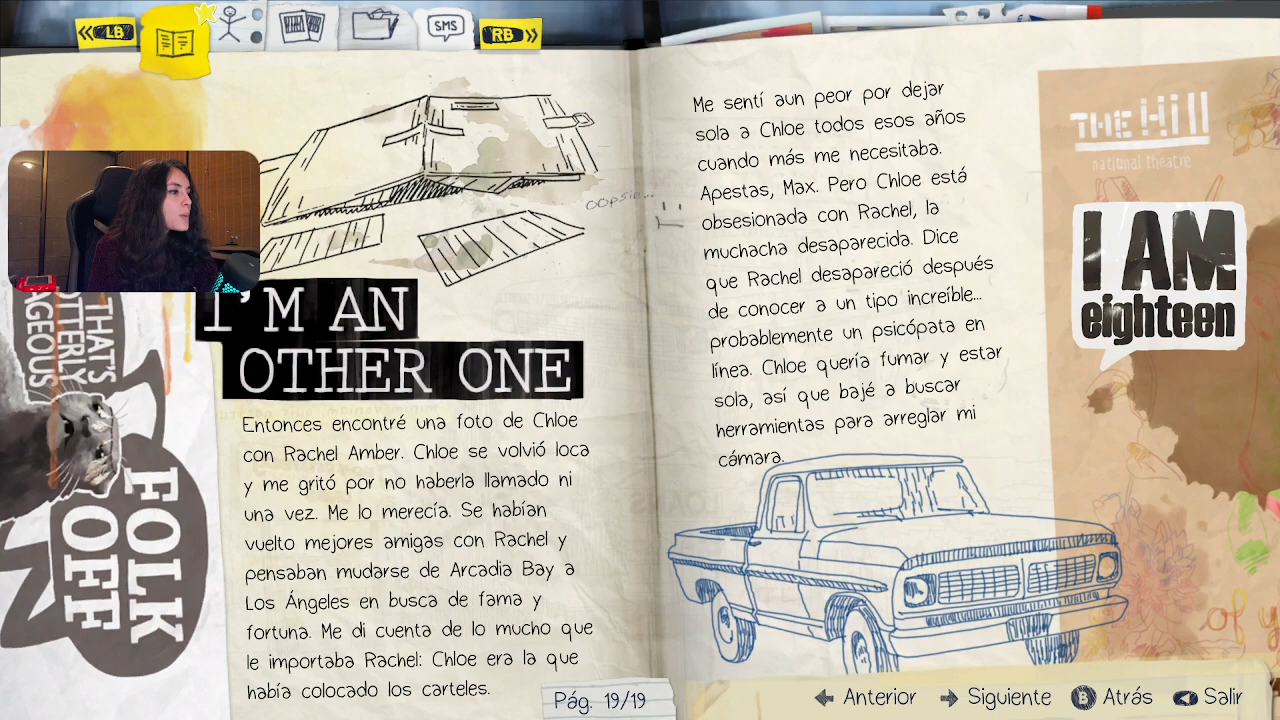 LB
SMS
RB
oopsie...
THAT'S
UTTERLY
FOLK
OFF
I'M AN
OTHER ONE
Entonces encontré una foto de Chloe
con Rachel Amber. Chloe se volvió loca
y me gritó por no haberla llamado ni
una vez. Me lo merecía. Se habían
vuelto mejores amigas con Rachel y
pensaban mudarse de Arcadia Bay a
Los Ángeles en busca de fama y
fortuna. Me di cuenta de lo mucho que
le importaba Rachel: Chloe era la que
había colocado los carteles.
Me sentí aun peor por dejar
sola a Chloe todos esos años
cuando más me necesitaba.
Apestas, Max. Pero Chloe está
obsesionada con Rachel, la
muchacha desaparecida. Dice
que Rachel desapareció después
de conocer a un tipo increíble...
probablemente un psicópata en
línea. Chloe quería fumar y estar
sola, así que bajé a buscar
herramientas para arreglar mi
cámara.
THE Hill
national theatre
I AM
eighteen
of y
Pág. 19/19
Anterior
Siguiente
B Atrás
Salir